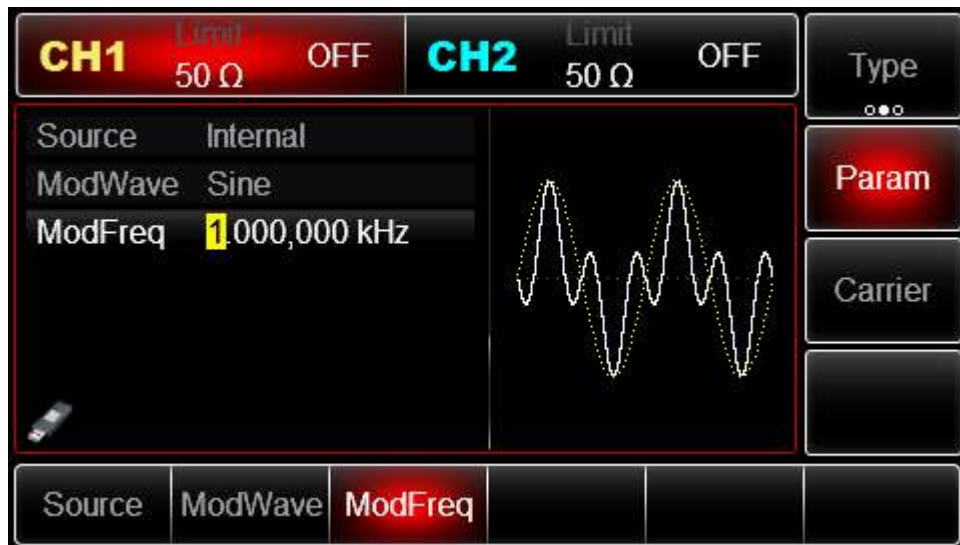 CH1 Limit 50 Ω OFF
CH2 Limit 50 Ω OFF
Type
Source Internal
ModWave Sine
ModFreq 1.000,000 kHz
Param
Carrier
Source ModWave ModFreq